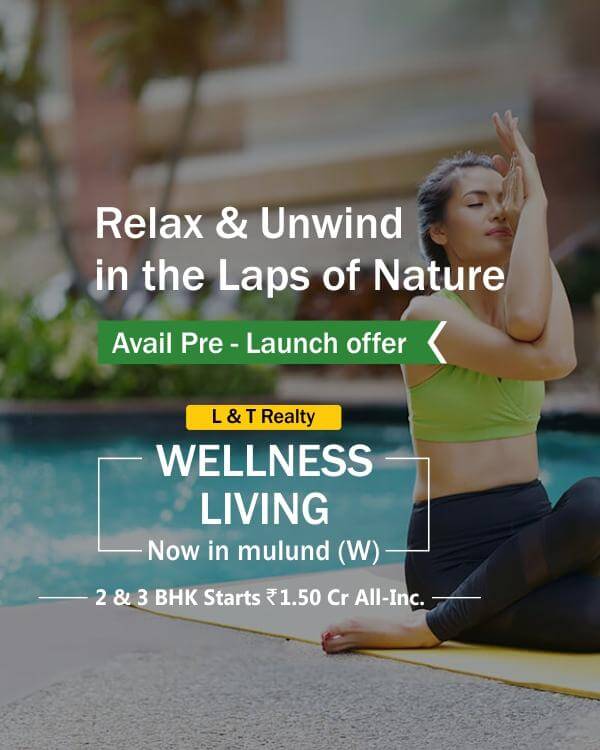 Relax & Unwind
in the Laps of Nature
Avail Pre - Launch offer
L & T Realty
WELLNESS
LIVING
Now in mulund (W)
2 & 3 BHK Starts ₹1.50 Cr All-Inc.